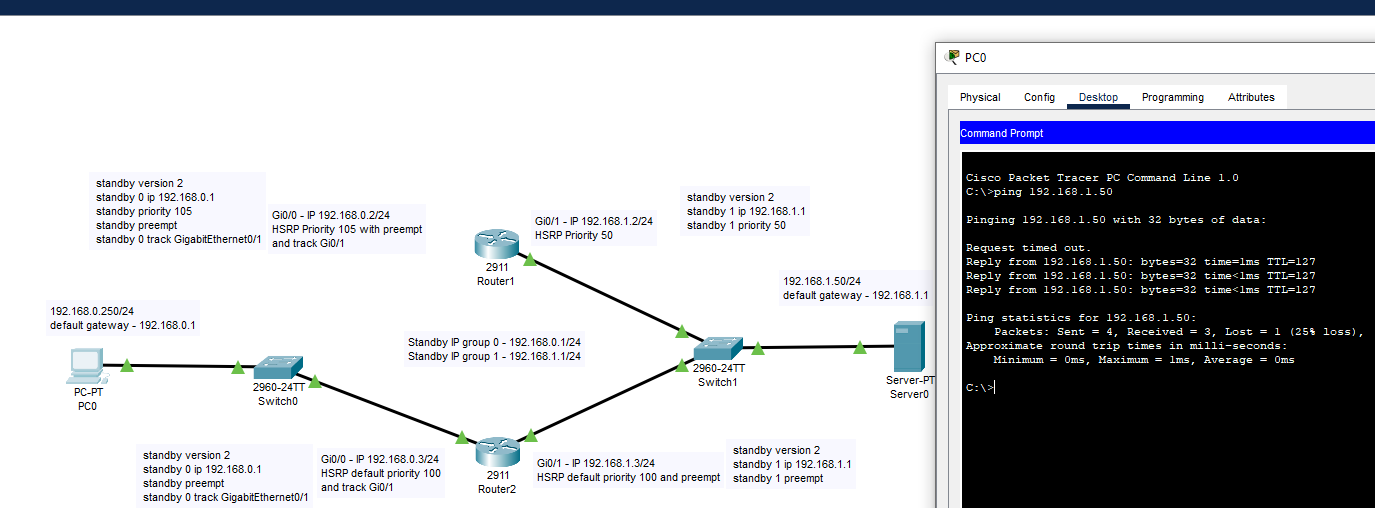 PC0
Physical Config Desktop Programming Attributes
Command Prompt
Cisco Packet Tracer PC Command Line 1.0
C:\>ping 192.168.1.50
Pinging 192.168.1.50 with 32 bytes of data:
Request timed out.
Reply from 192.168.1.50: bytes=32 time=1ms TTL=127
Reply from 192.168.1.50: bytes=32 time<1ms TTL=127
Reply from 192.168.1.50: bytes=32 time<1ms TTL=127
Ping statistics for 192.168.1.50:
Packets: Sent = 4, Received = 3, Lost = 1 (25% loss),
Approximate round trip times in milli-seconds:
Minimum = 0ms, Maximum = 1ms, Average = 0ms
C:\>
standby version 2
standby 0 ip 192.168.0.1
standby priority 105
standby preempt
standby 0 track GigabitEthernet0/1
Gi0/0 - IP 192.168.0.2/24
HSRP Priority 105 with preempt
and track Gi0/1
2911
Router1
Gi0/1 - IP 192.168.1.2/24
HSRP Priority 50
standby version 2
standby 1 ip 192.168.1.1
standby 1 priority 50
192.168.1.50/24
default gateway - 192.168.1.1
192.168.0.250/24
default gateway - 192.168.0.1
PC-PT
PC0
2960-24TT
Switch0
Standby IP group 0 - 192.168.0.1/24
Standby IP group 1 - 192.168.1.1/24
2960-24TT
Switch1
Server-PT
Server0
standby version 2
standby 0 ip 192.168.0.1
standby preempt
standby 0 track GigabitEthernet0/1
Gi0/0 - IP 192.168.0.3/24
HSRP default priority 100
and track Gi0/1
2911
Router2
Gi0/1 - IP 192.168.1.3/24
HSRP default priority 100 and preempt
standby version 2
standby 1 ip 192.168.1.1
standby 1 preempt